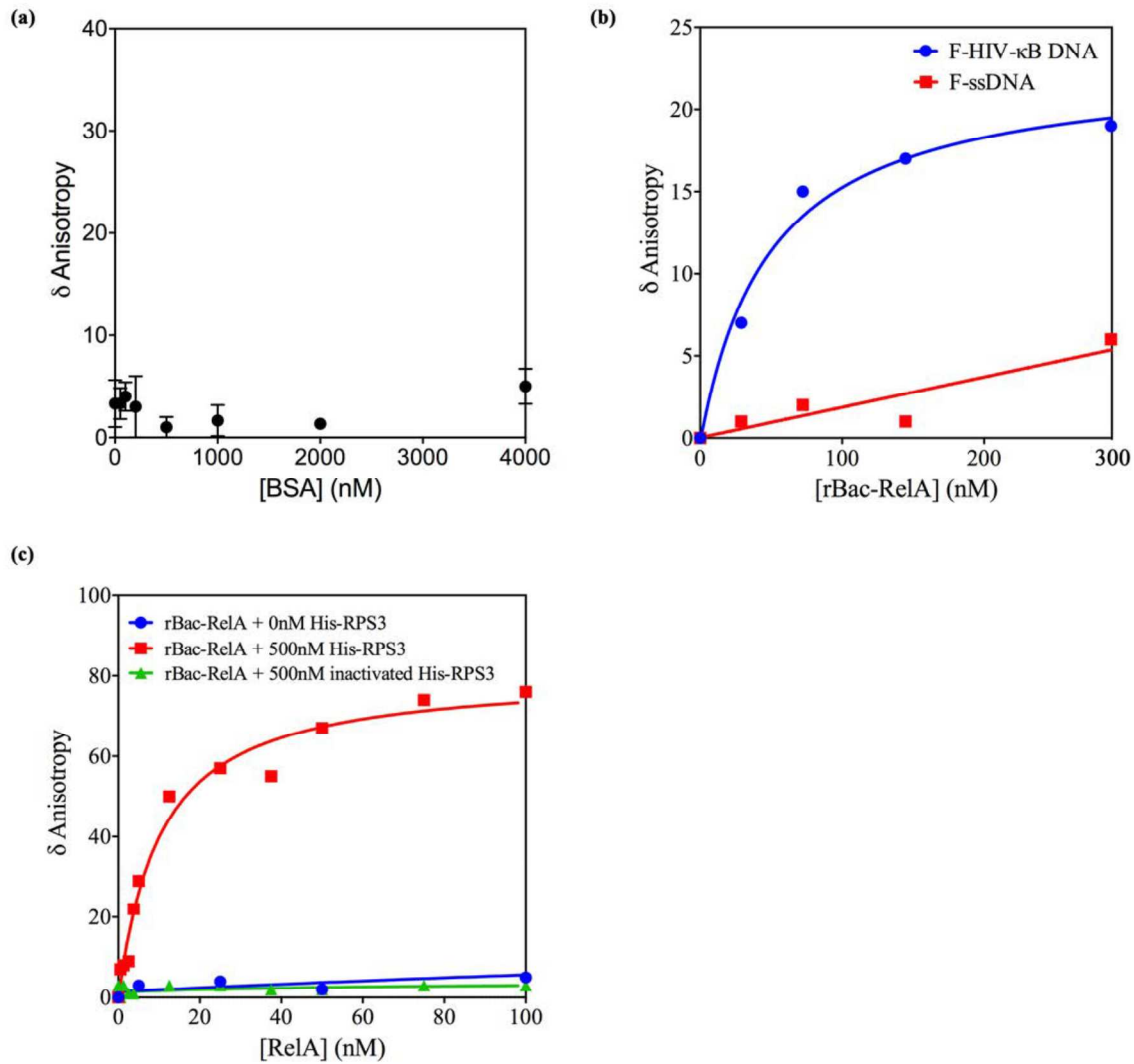 (a)
40
30
20
10
0
δ Anisotropy
0 1000 2000 3000 4000
[BSA] (nM)
(b)
25
20
15
10
5
0
δ Anisotropy
F-HIV-κB DNA
F-ssDNA
0 100 200 300
[rBac-RelA] (nM)
(c)
100
80
60
40
20
0
δ Anisotropy
rBac-RelA + 0nM His-RPS3
rBac-RelA + 500nM His-RPS3
rBac-RelA + 500nM inactivated His-RPS3
0 20 40 60 80 100
[RelA] (nM)